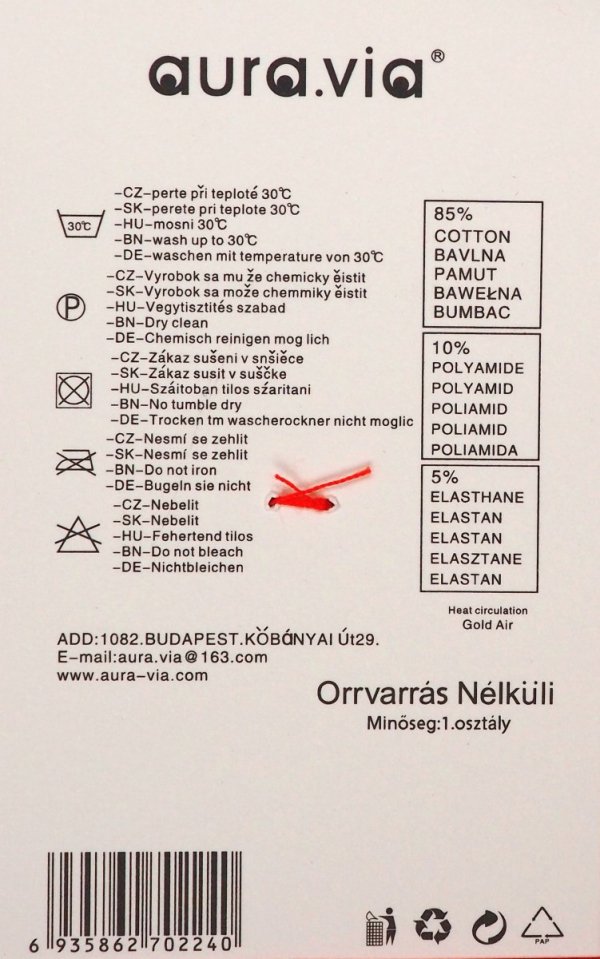 aura.via®
30℃
-CZ-perte při teploté 30℃
-SK-perete pri teplote 30℃
-HU-mosni 30℃
-BN-wash up to 30℃
-DE-waschen mit temperature von 30℃
P
-CZ-Vyrobok sa mu že chemicky ěistit
-SK-Vyrobok sa može chemmiky ěistit
-HU-Vegytisztités szabad
-BN-Dry clean
-DE-Chemisch reinigen mog lich
-CZ-Zákaz sušeni v snšiěce
-SK-Zákaz susit v suščke
-HU-Száitoban tilos sźaritani
-BN-No tumble dry
-DE-Trocken tm wascherockner nicht moglic
-CZ-Nesmí se zehlit
-SK-Nesmí se zehlit
-BN-Do not iron
-DE-Bugeln sie nicht
-CZ-Nebelit
-SK-Nebelit
-HU-Fehertend tilos
-BN-Do not bleach
-DE-Nichtbleichen
85%
COTTON
BAVLNA
PAMUT
BAWEŁNA
BUMBAC
10%
POLYAMIDE
POLYAMID
POLIAMID
POLIAMID
POLIAMIDA
5%
ELASTHANE
ELASTAN
ELASTAN
ELASZTANE
ELASTAN
Heat circulation
Gold Air
ADD:1082.BUDAPEST.KŐBáNYAI Út29.
E-mail:aura.via@163.com
www.aura-via.com
Orrvarrás Nélküli
Minőseg:1.osztály
6 935862 702240
PAP